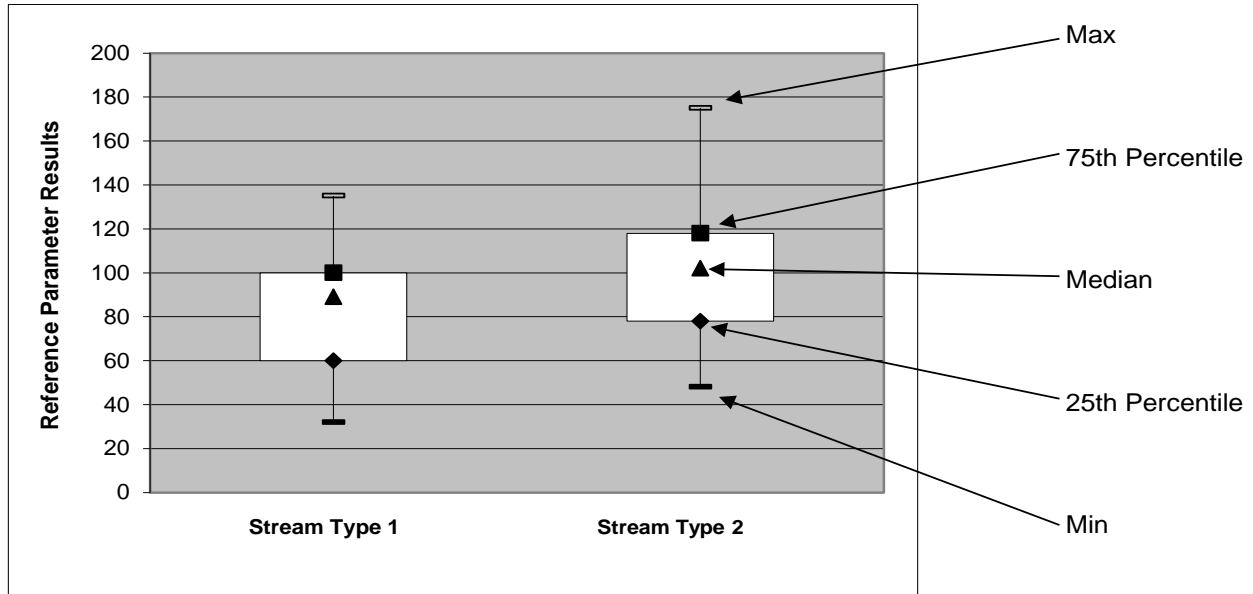 Max
200
180
160
140
120
100
80
60
40
20
0
Reference Parameter Results
75th Percentile
Median
25th Percentile
Min
Stream Type 1
Stream Type 2